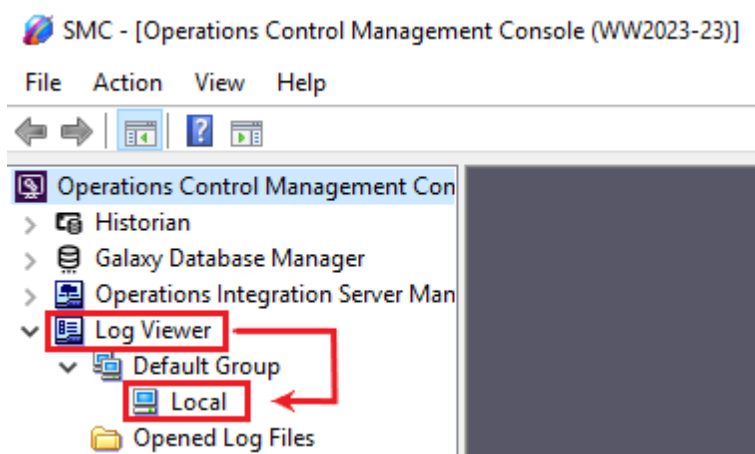 SMC - [Operations Control Management Console (WW2023-23)]
File Action View Help
Operations Control Management Con
Historian
Galaxy Database Manager
Operations Integration Server Man
Log Viewer
Default Group
Local
Opened Log Files